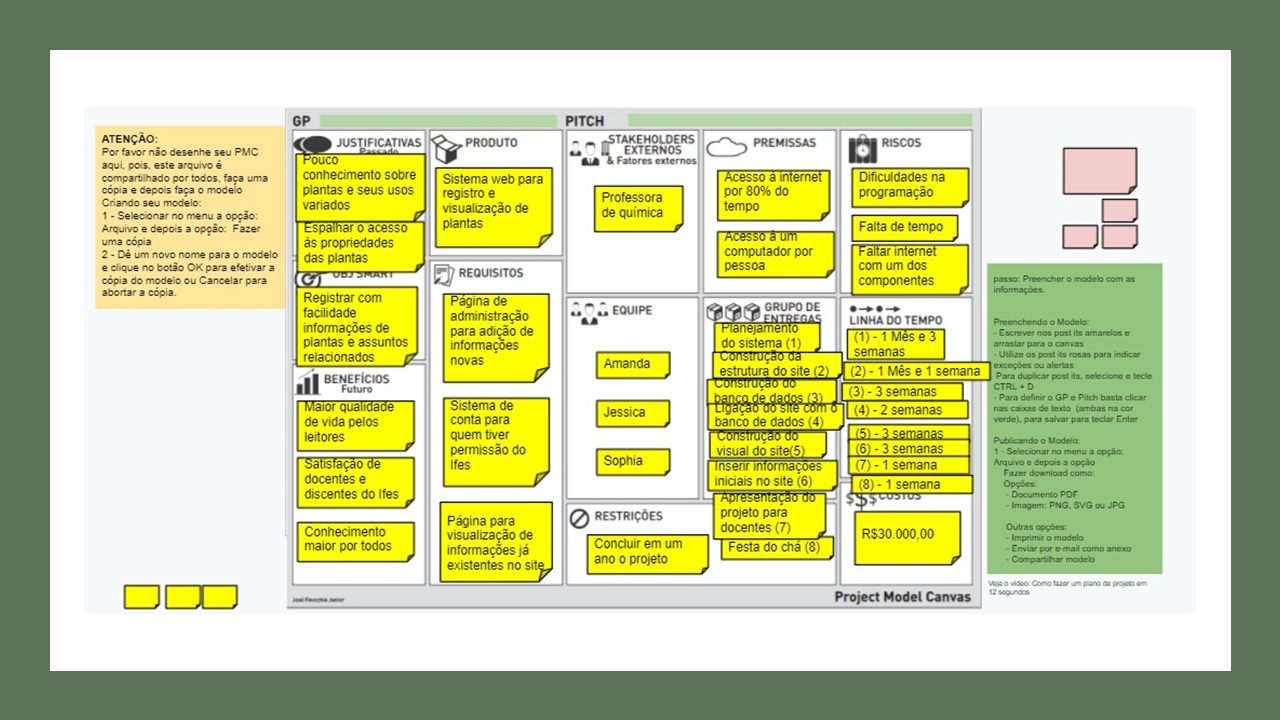 ATENÇÃO:
Por favor não desenhe seu PMC
aqui, pois, este arquivo é
compartilhado por todos, faça uma
cópia e depois faça o modelo
Criando seu modelo:
1 - Selecionar no menu a opção:
Arquivo e depois a opção: Fazer
uma cópia
2 - Dê um novo nome para o modelo
e clique no botão OK para efetivar a
cópia do modelo ou Cancelar para
abortar a cópia.
GP
PITCH
JUSTIFICATIVAS
Passado
Pouco
conhecimento sobre
plantas e seus usos
variados
Espalhar o acesso
às propriedades
das plantas
OBJ SMART
Registrar com
facilidade
informações de
plantas e assuntos
relacionados
BENEFÍCIOS
Futuro
Maior qualidade
de vida pelos
leitores
Satisfação de
docentes e
discentes do Ifes
Conhecimento
maior por todos
PRODUTO
Sistema web para
registro e
visualização de
plantas
REQUISITOS
Página de
administração
para adição de
informações
novas
Sistema de
conta para
quem tiver
permissão do
Ifes
Página para
visualização de
informações já
existentes no site
STAKEHOLDERS
EXTERNOS
& Fatores externos
Professora
de química
EQUIPE
Amanda
Jessica
Sophia
RESTRIÇÕES
Concluir em um
ano o projeto
PREMISSAS
Acesso à internet
por 80% do
tempo
Acesso à um
computador por
pessoa
GRUPO DE
ENTREGAS
Planejamento
do sistema (1)
Construção da
estrutura do site (2)
Construção do
banco de dados (3)
Ligação do site com o
banco de dados (4)
Construção do
visual do site(5)
Inserir informações
iniciais no site (6)
Apresentação do
projeto para
docentes (7)
Festa do chá (8)
RISCOS
Dificuldades na
programação
Falta de tempo
Faltar internet
com um dos
componentes
LINHA DO TEMPO
(1) - 1 Mês e 3
semanas
(2) - 1 Mês e 1 semana
(3) - 3 semanas
(4) - 2 semanas
(5) - 3 semanas
(6) - 3 semanas
(7) - 1 semana
(8) - 1 semana
$$$ CUSTOS
R$30.000,00
José Finocchio Junior
Project Model Canvas
passo: Preencher o modelo com as
informações.
Preenchendo o Modelo:
- Escrever nos post its amarelos e
arrastar para o canvas
- Utilize os post its rosas para indicar
exceções ou alertas
Para duplicar post its, selecione e tecle
CTRL + D
- Para definir o GP e Pitch basta clicar
nas caixas de texto (ambas na cor
verde), para salvar para teclar Enter
Publicando o Modelo:
1 - Selecionar no menu a opção:
Arquivo e depois a opção
Fazer download como:
Opções:
- Documento PDF
- Imagem: PNG, SVG ou JPG
Outras opções:
- Imprimir o modelo
- Enviar por e-mail como anexo
- Compartilhar modelo
Veja o vídeo: Como fazer um plano de projeto em
12 segundos